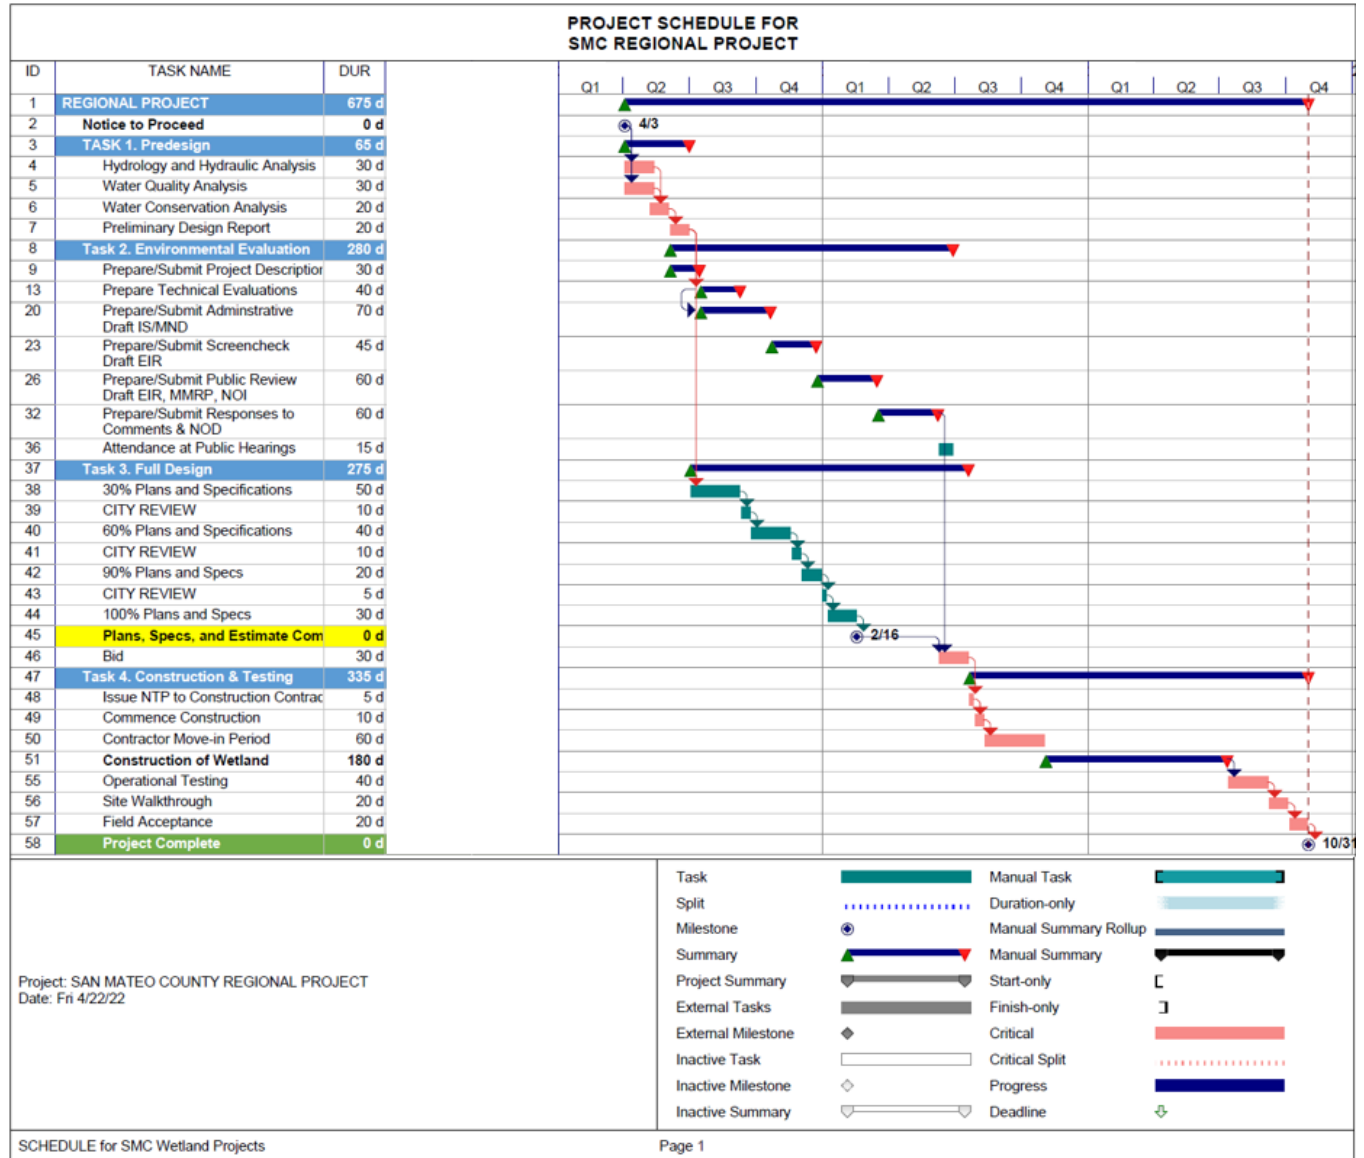 PROJECT SCHEDULE FOR
SMC REGIONAL PROJECT
ID TASK NAME DUR
Q1 Q2 Q3 Q4 Q1 Q2 Q3 Q4 Q1 Q2 Q3 Q4
1 REGIONAL PROJECT 675 d
2 Notice to Proceed 0 d 4/3
3 TASK 1. Predesign 65 d
4 Hydrology and Hydraulic Analysis 30 d
5 Water Quality Analysis 30 d
6 Water Conservation Analysis 20 d
7 Preliminary Design Report 20 d
8 Task 2. Environmental Evaluation 280 d
9 Prepare/Submit Project Description 30 d
13 Prepare Technical Evaluations 40 d
20 Prepare/Submit Adminstrative 70 d
Draft IS/MND
23 Prepare/Submit Screencheck 45 d
Draft EIR
26 Prepare/Submit Public Review 60 d
Draft EIR, MMRP, NOI
32 Prepare/Submit Responses to 60 d
Comments & NOD
36 Attendance at Public Hearings 15 d
37 Task 3. Full Design 275 d
38 30% Plans and Specifications 50 d
39 CITY REVIEW 10 d
40 60% Plans and Specifications 40 d
41 CITY REVIEW 10 d
42 90% Plans and Specs 20 d
43 CITY REVIEW 5 d
44 100% Plans and Specs 30 d
45 Plans, Specs, and Estimate Com 0 d 2/16
46 Bid 30 d
47 Task 4. Construction & Testing 335 d
48 Issue NTP to Construction Contrac 5 d
49 Commence Construction 10 d
50 Contractor Move-in Period 60 d
51 Construction of Wetland 180 d
55 Operational Testing 40 d
56 Site Walkthrough 20 d
57 Field Acceptance 20 d
58 Project Complete 0 d 10/31
Project: SAN MATEO COUNTY REGIONAL PROJECT
Date: Fri 4/22/22
Task Manual Task
Split Duration-only
Milestone Manual Summary Rollup
Summary Manual Summary
Project Summary Start-only
External Tasks Finish-only
External Milestone Critical
Inactive Task Critical Split
Inactive Milestone Progress
Inactive Summary Deadline
SCHEDULE for SMC Wetland Projects Page 1